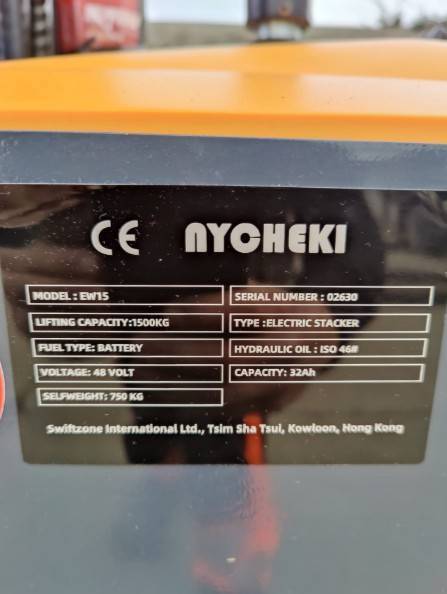 CE NYCHEKI
MODEL : EW15
SERIAL NUMBER : 02630
LIFTING CAPACITY:1500KG
TYPE :ELECTRIC STACKER
FUEL TYPE: BATTERY
HYDRAULIC OIL : ISO 46#
VOLTAGE: 48 VOLT
CAPACITY: 32Ah
SELFWEIGHT: 750 KG
Swiftzone International Ltd., Tsim Sha Tsui, Kowloon, Hong Kong